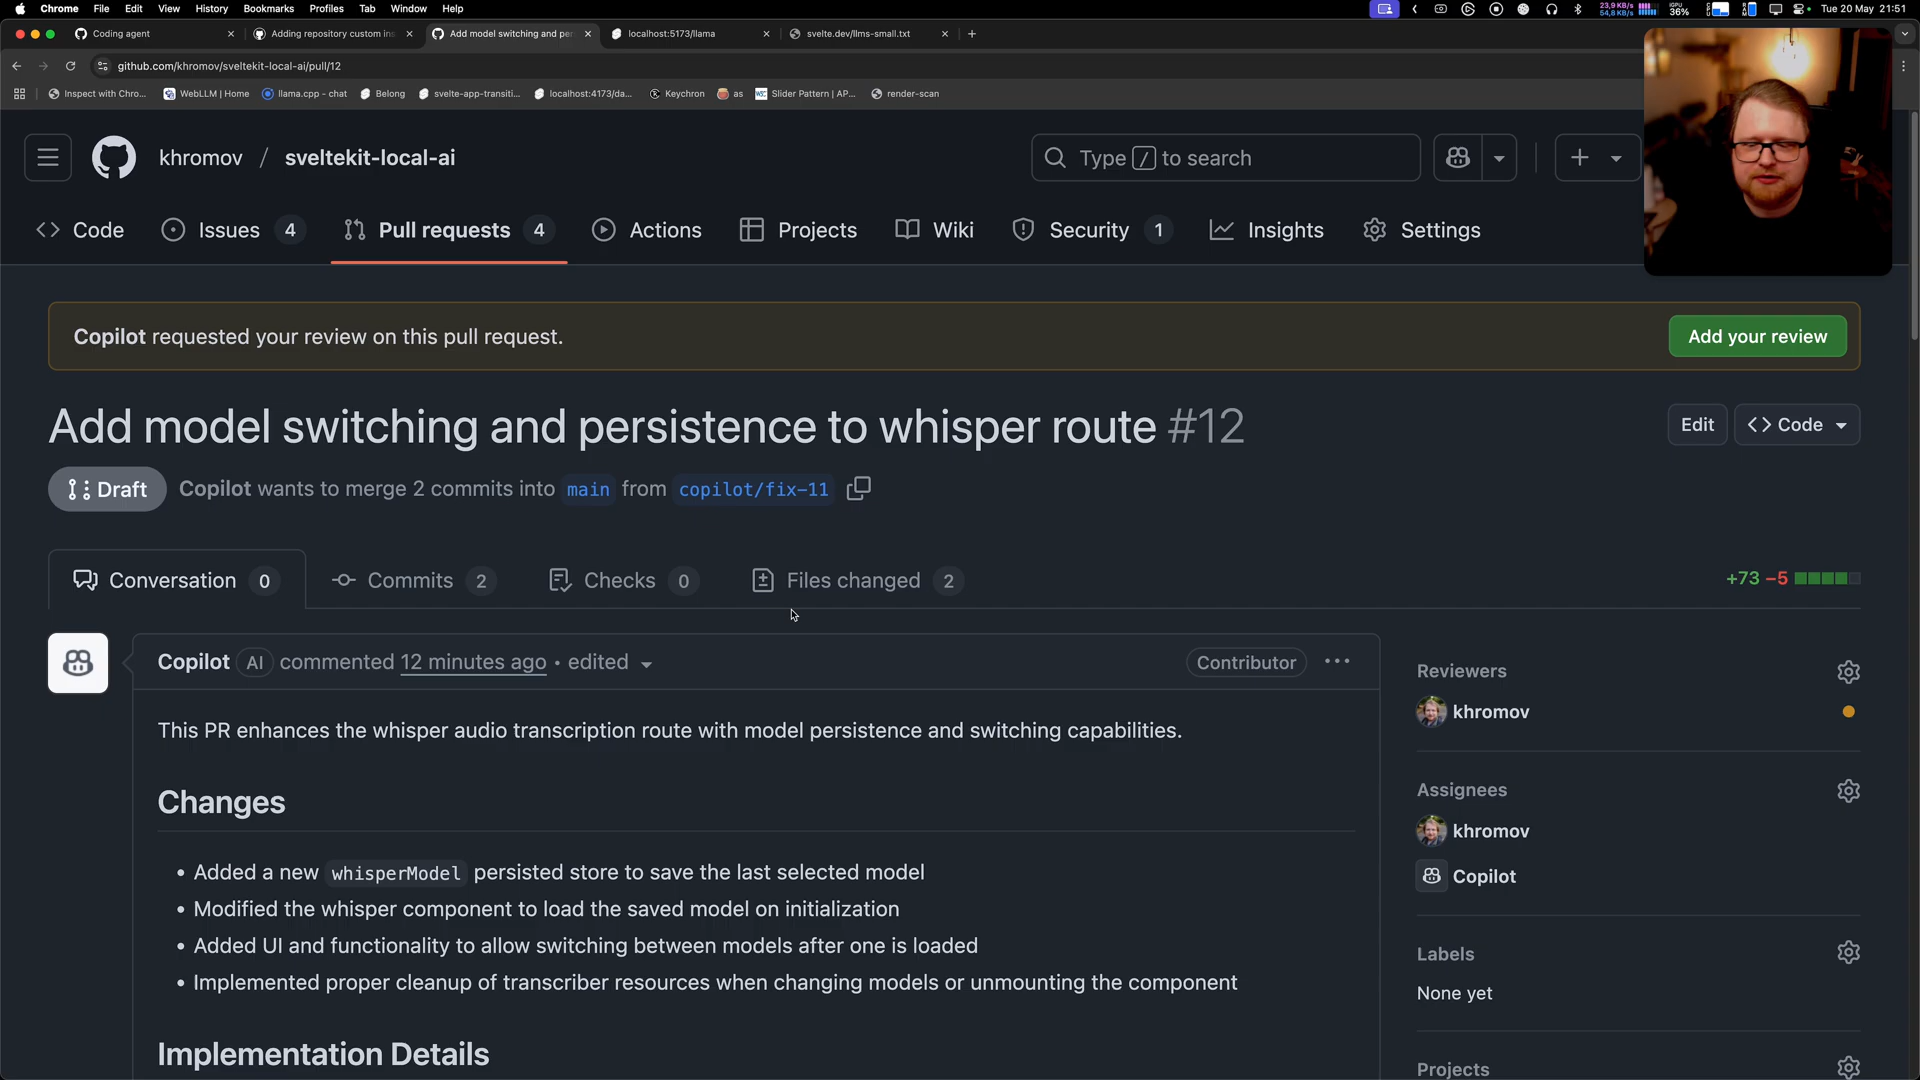 Chrome File Edit View History Bookmarks Profiles Tab Window Help
23,9 KB/s
54,8 KB/s
IGPU
36%
Tue 20 May 21:51
Coding agent
Adding repository custom ins
Add model switching and per
localhost:5173/llama
svelte.dev/llms-small.txt
github.com/khromov/sveltekit-local-ai/pull/12
Inspect with Chro...
WebLLM | Home
llama.cpp - chat
Belong
svelte-app-transiti...
localhost:4173/da...
Keychron
as
Slider Pattern | AP...
render-scan
khromov / sveltekit-local-ai
Type / to search
Code
Issues 4
Pull requests 4
Actions
Projects
Wiki
Security 1
Insights
Settings
Copilot requested your review on this pull request.
Add your review
Add model switching and persistence to whisper route #12
Edit
<> Code
Draft
Copilot wants to merge 2 commits into main from copilot/fix-11
Conversation 0
Commits 2
Checks 0
Files changed 2
+73 −5
Copilot AI commented 12 minutes ago • edited
Contributor
This PR enhances the whisper audio transcription route with model persistence and switching capabilities.
Changes
• Added a new whisperModel persisted store to save the last selected model
• Modified the whisper component to load the saved model on initialization
• Added UI and functionality to allow switching between models after one is loaded
• Implemented proper cleanup of transcriber resources when changing models or unmounting the component
Implementation Details
Reviewers
khromov
Assignees
khromov
Copilot
Labels
None yet
Projects